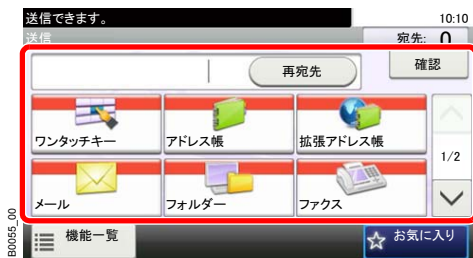 送信できます。 10:10
送信 宛先: 0
再宛先 確認
ワンタッチキー アドレス帳 拡張アドレス帳
1/2
メール フォルダー ファクス
機能一覧 お気に入り
B0055_00